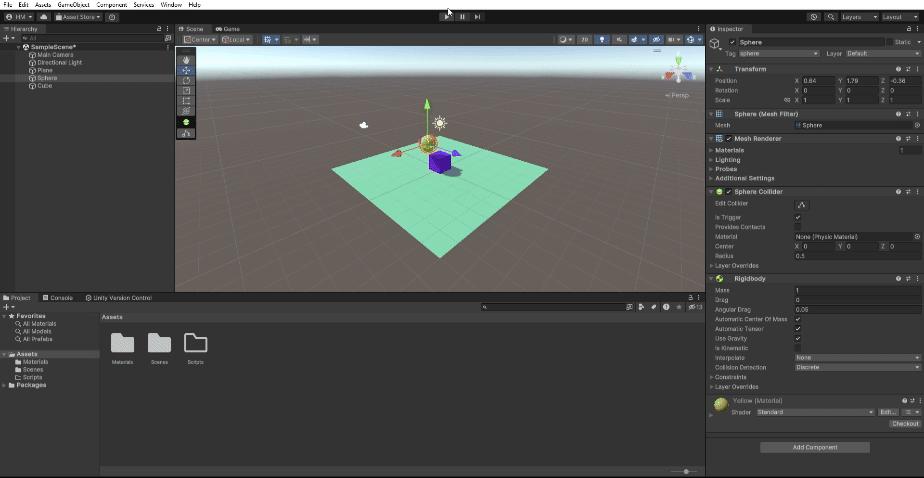 File Edit Assets GameObject Component Services Window Help
HM Asset Store Layers Layout
Hierarchy Scene Game Inspector
All Center Local 2D Sphere Static
SampleScene* Tag sphere Layer Default
Main Camera
Directional Light Transform
Plane Position X 0.64 Y 1.79 Z -0.36
Sphere Rotation X 0 Y 0 Z 0
Cube Persp Scale X 1 Y 1 Z 1
Sphere (Mesh Filter)
Mesh Sphere
Mesh Renderer
Materials 1
Lighting
Probes
Additional Settings
Sphere Collider
Edit Collider
Is Trigger
Provides Contacts
Material None (Physic Material)
Center X 0 Y 0 Z 0
Radius 0.5
Layer Overrides
Rigidbody
Mass 1
Project Console Unity Version Control Drag 0
13 Angular Drag 0.05
Favorites Assets Automatic Center Of Mass
All Materials Automatic Tensor
All Models Use Gravity
All Prefabs Is Kinematic
Assets Interpolate None
Materials Materials Scenes Scripts Collision Detection Discrete
Scenes Constraints
Scripts Layer Overrides
Packages
Yellow (Material)
Shader Standard Edit...
Checkout
Add Component